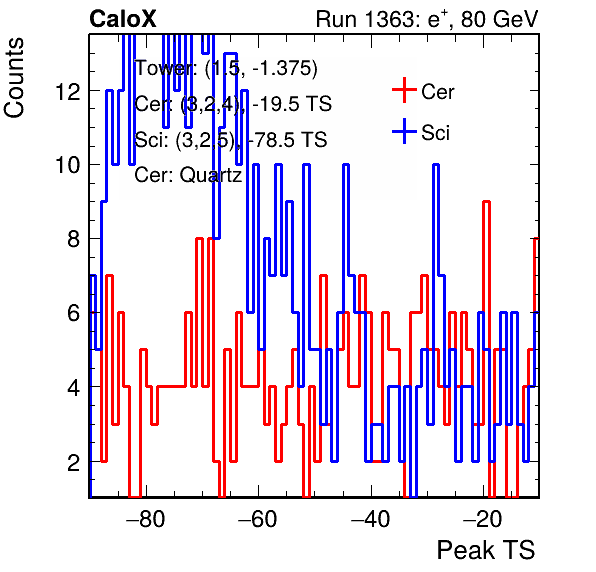 CaloX Run 1363: e+, 80 GeV
Counts
Tower: (1.5, -1.375)
Cer: (3,2,4), -19.5 TS
Sci: (3,2,5), -78.5 TS
Cer: Quartz
Cer
Sci
12
10
8
6
4
2
−80 −60 −40 −20
Peak TS